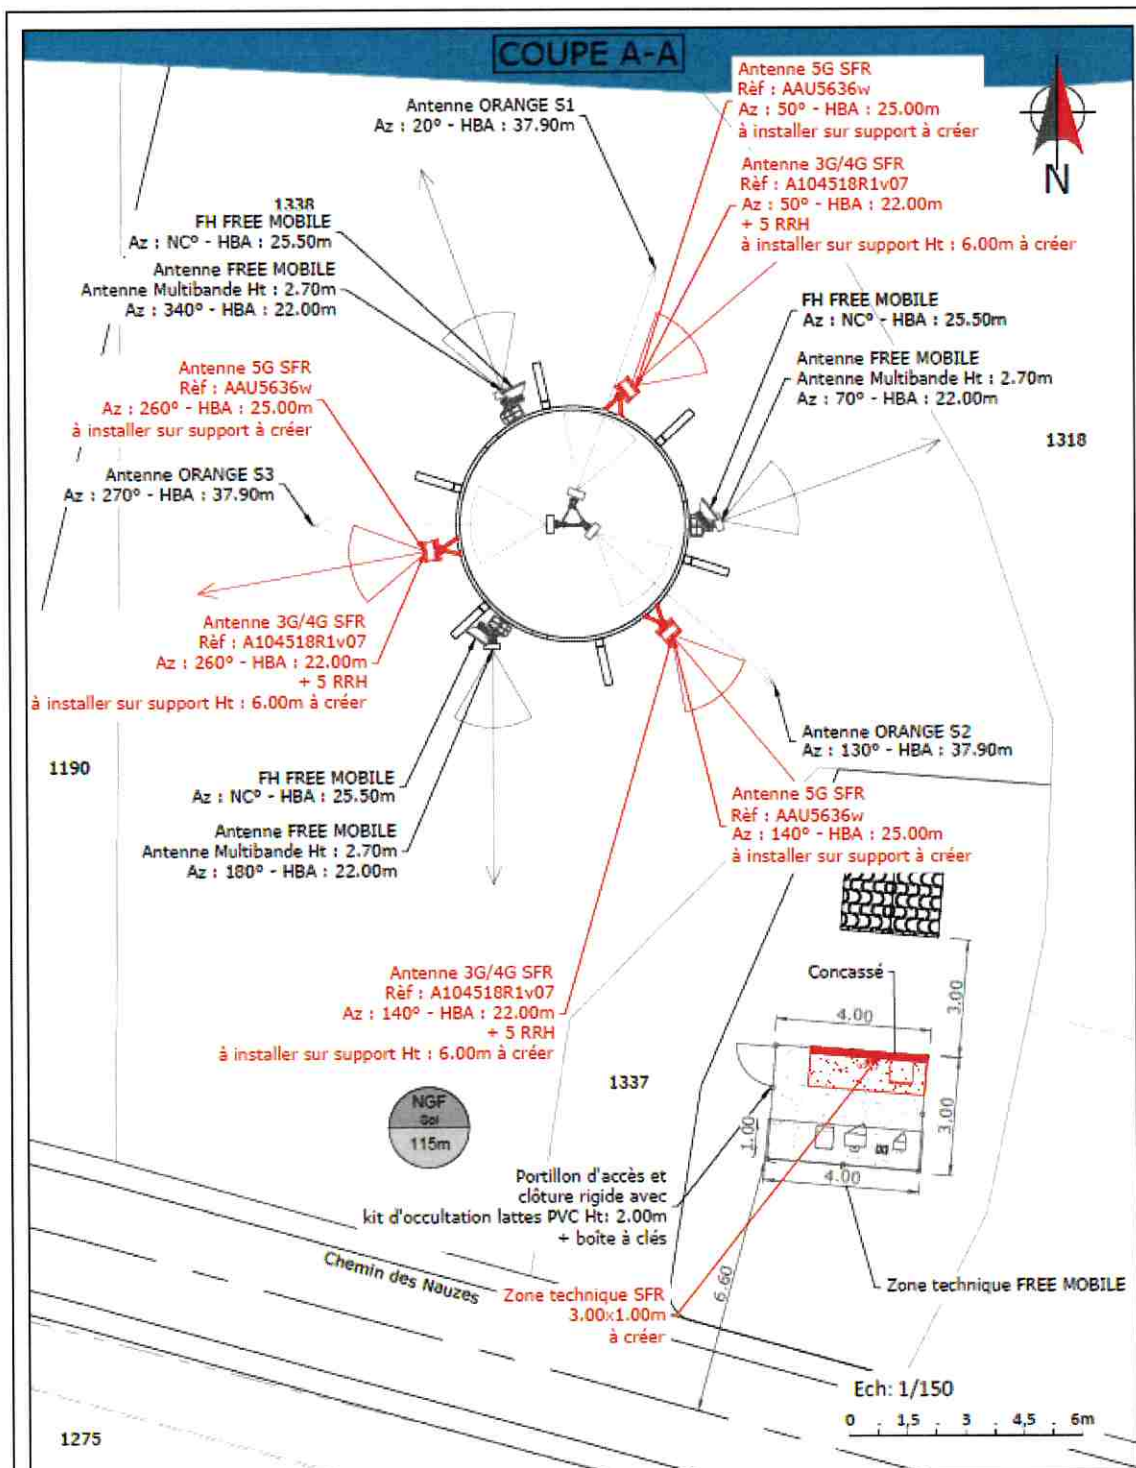 COUPE A-A
Antenne 5G SFR
Rèf : AAU5636w
Az : 50° - HBA : 25.00m
à installer sur support à créer
Antenne ORANGE S1
Az : 20° - HBA : 37.90m
Antenne 3G/4G SFR
Rèf : A104518R1v07
Az : 50° - HBA : 22.00m
+ 5 RRH
à installer sur support Ht : 6.00m à créer
N
1338
FH FREE MOBILE
Az : NC° - HBA : 25.50m
Antenne FREE MOBILE
Antenne Multibande Ht : 2.70m
Az : 340° - HBA : 22.00m
FH FREE MOBILE
Az : NC° - HBA : 25.50m
Antenne FREE MOBILE
Antenne Multibande Ht : 2.70m
Az : 70° - HBA : 22.00m
1318
Antenne 5G SFR
Rèf : AAU5636w
Az : 260° - HBA : 25.00m
à installer sur support à créer
Antenne ORANGE S3
Az : 270° - HBA : 37.90m
Antenne 3G/4G SFR
Rèf : A104518R1v07
Az : 260° - HBA : 22.00m
+ 5 RRH
à installer sur support Ht : 6.00m à créer
Antenne ORANGE S2
Az : 130° - HBA : 37.90m
1190
FH FREE MOBILE
Az : NC° - HBA : 25.50m
Antenne FREE MOBILE
Antenne Multibande Ht : 2.70m
Az : 180° - HBA : 22.00m
Antenne 5G SFR
Rèf : AAU5636w
Az : 140° - HBA : 25.00m
à installer sur support à créer
Antenne 3G/4G SFR
Rèf : A104518R1v07
Az : 140° - HBA : 22.00m
+ 5 RRH
à installer sur support Ht : 6.00m à créer
Concassé
4.00
3.00
3.00
1.00
4.00
1337
NGF
Sol
115m
Portillon d'accès et
clôture rigide avec
kit d'occultation lattes PVC Ht: 2.00m
+ boîte à clés
6.60
Chemin des Nauzes
Zone technique SFR
3.00x1.00m
à créer
Zone technique FREE MOBILE
Ech: 1/150
0 . 1,5 . 3 . 4,5 . 6m
1275